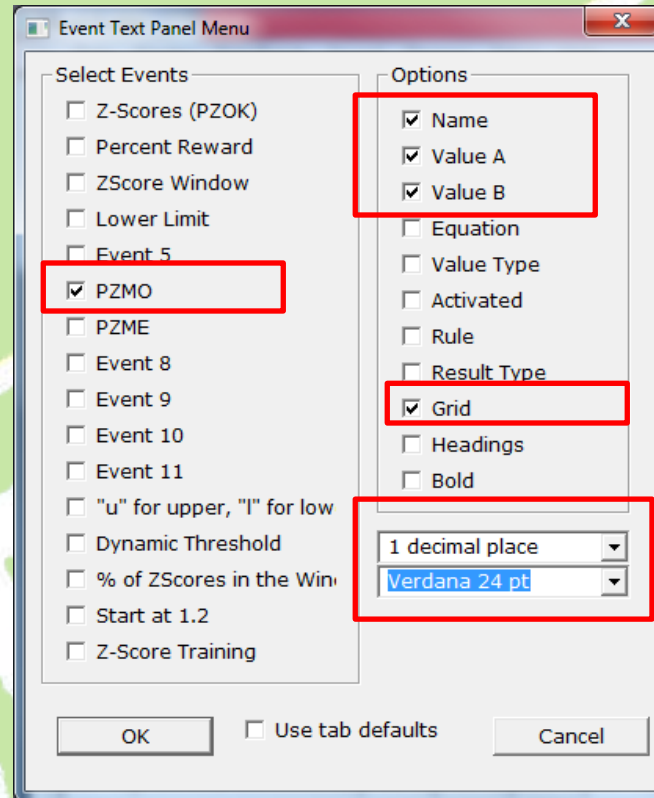 Event Text Panel Menu
X
Select Events
Z-Scores (PZOK)
Percent Reward
ZScore Window
Lower Limit
Event 5
PZMO
PZME
Event 8
Event 9
Event 10
Event 11
"u" for upper, "l" for low
Dynamic Threshold
% of ZScores in the Win
Start at 1.2
Z-Score Training
Options
Name
Value A
Value B
Equation
Value Type
Activated
Rule
Result Type
Grid
Headings
Bold
1 decimal place
Verdana 24 pt
OK
Use tab defaults
Cancel